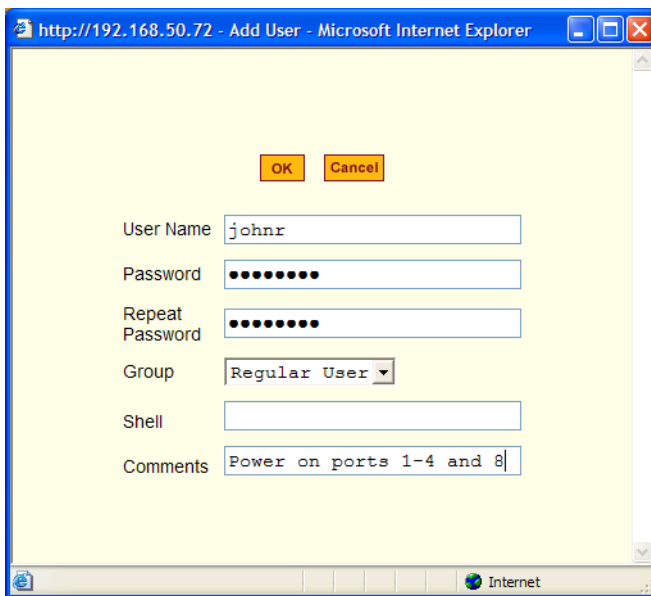 http://192.168.50.72 - Add User - Microsoft Internet Explorer
OK Cancel
User Name johnr
Password ••••••••
Repeat Password ••••••••
Group Regular User
Shell
Comments Power on ports 1-4 and 8
Internet